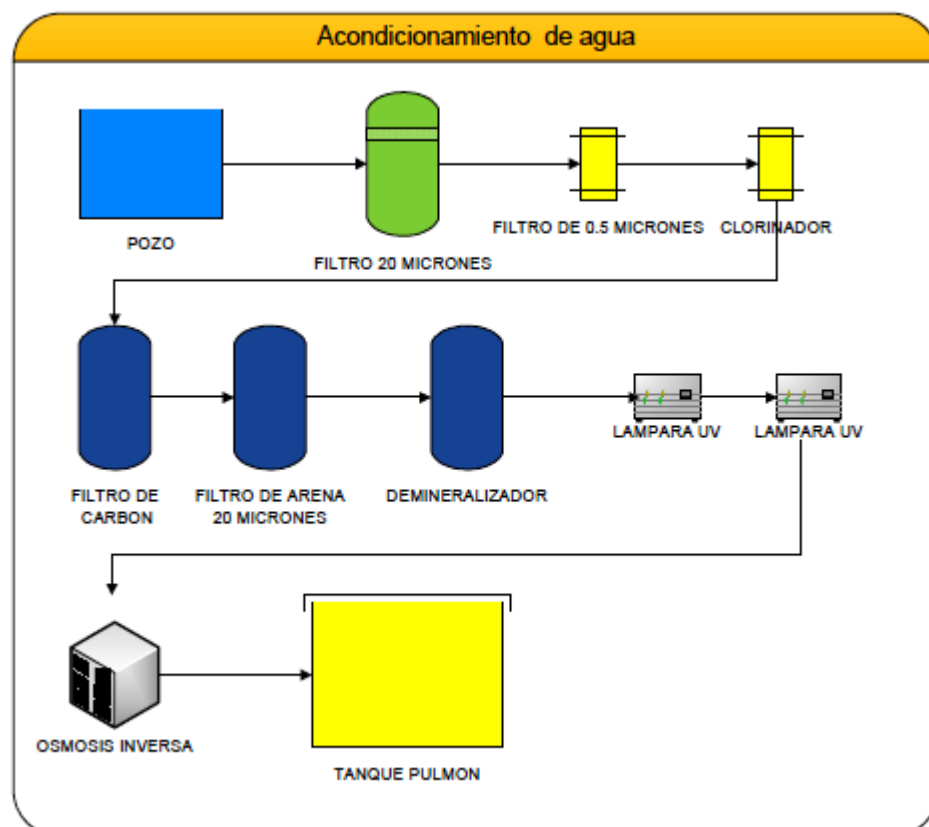 Acondicionamiento de agua
POZO
FILTRO 20 MICRONES
FILTRO DE 0.5 MICRONES
CLORINADOR
FILTRO DE
CARBON
FILTRO DE ARENA
20 MICRONES
DEMINERALIZADOR
LAMPARA UV
LAMPARA UV
OSMOSIS INVERSA
TANQUE PULMON